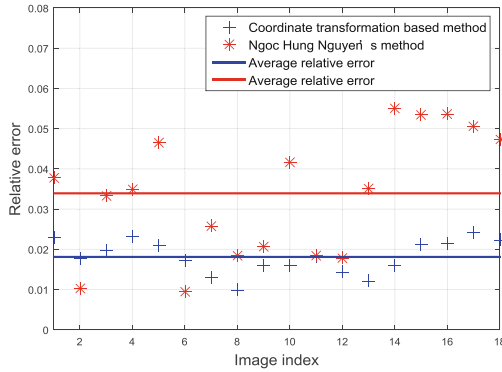 0.08
0.07
0.06
0.05
0.04
0.03
0.02
0.01
0
Relative error
Coordinate transformation based method
Ngoc Hung Nguyen' s method
Average relative error
Average relative error
2 4 6 8 10 12 14 16 18
Image index